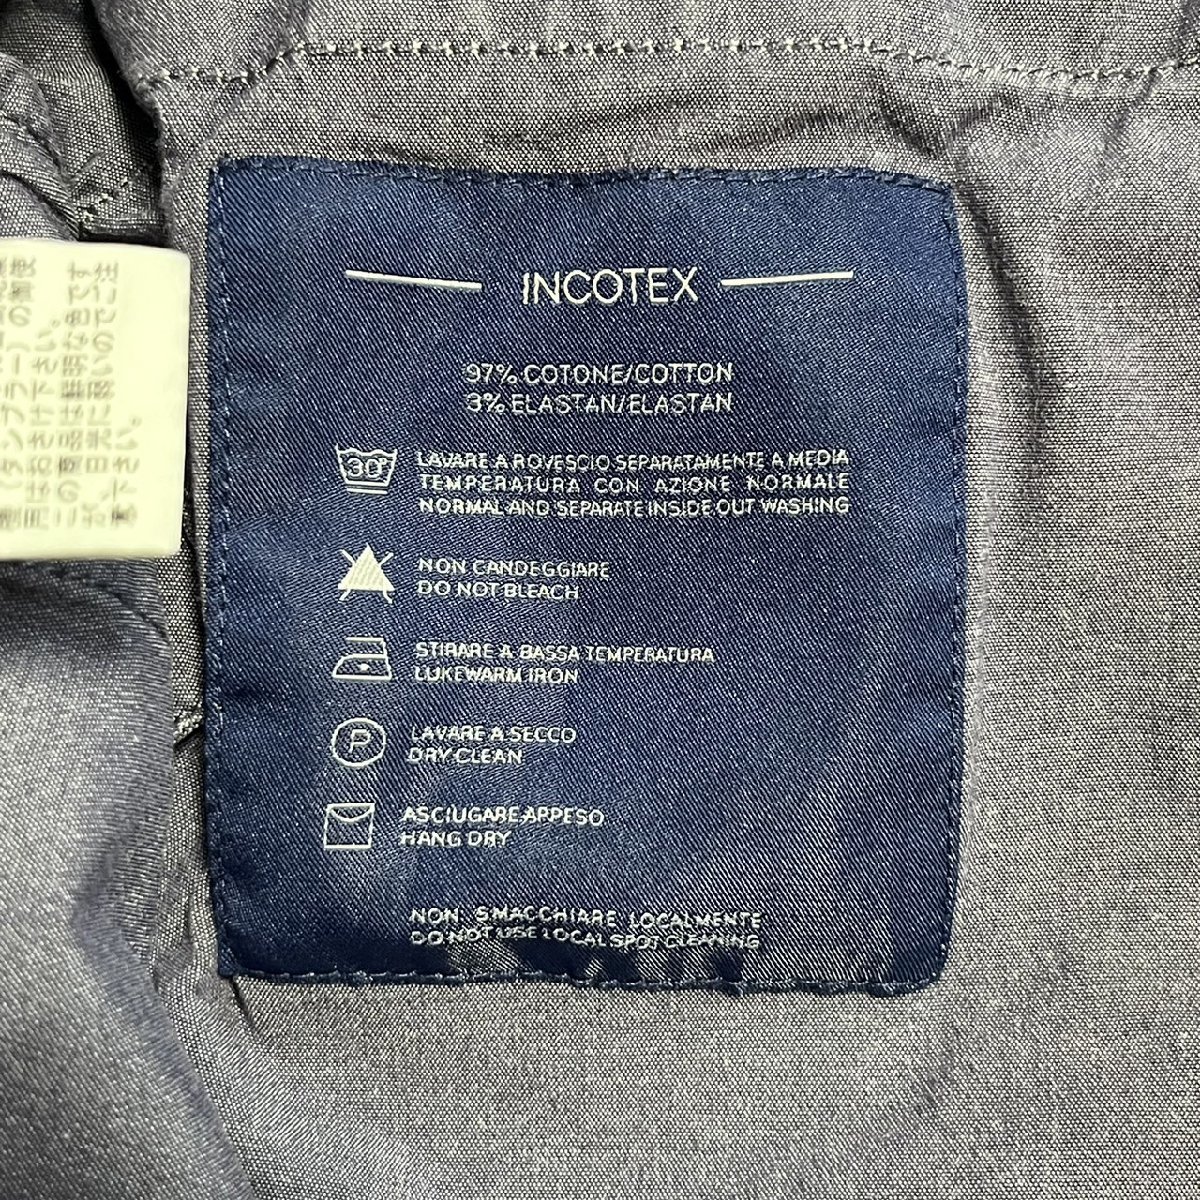 INCOTEX
97% COTONE/COTTON
3% ELASTAN/ELASTAN
30°
LAVARE A ROVESCIO SEPARATAMENTE A MEDIA
TEMPERATURA CON AZIONE NORMALE
NORMAL AND SEPARATE INSIDE OUT WASHING
NON CANDEGGIARE
DO NOT BLEACH
STIRARE A BASSA TEMPERATURA
LUKEWARM IRON
P
LAVARE A SECCO
DRY CLEAN
ASCIUGARE APPESO
HANG DRY
NON SMACCHIARE LOCALMENTE
DO NOT USE LOCAL SPOT CLEANING